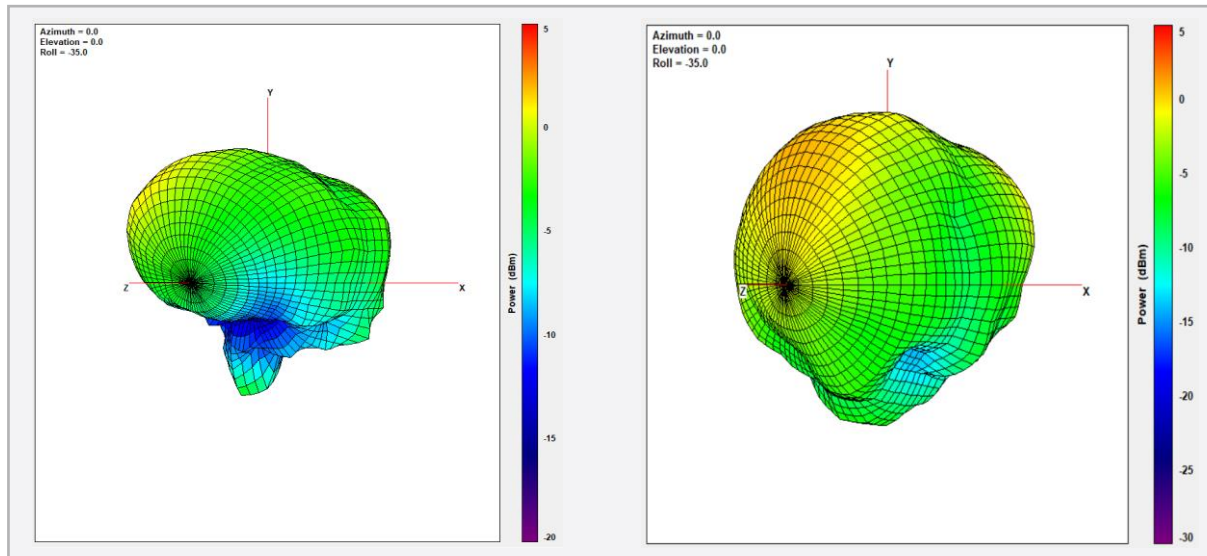 Azimuth = 0.0
Elevation = 0.0
Roll = -35.0
Y
Z
X
5
0
-5
-10
-15
-20
Power (dBm)
Azimuth = 0.0
Elevation = 0.0
Roll = -35.0
Y
Z
X
5
0
-5
-10
-15
-20
-25
-30
Power (dBm)